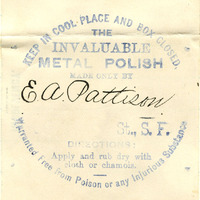 KEEP IN COOL PLACE AND BOX CLOSED.
THE
INVALUABLE
METAL POLISH
MADE ONLY BY
E. A. Pattison
St., S. F.
DIRECTIONS:
Apply and rub dry with
cloth or chamois.
Warranted Free from Poison or any Injurious Substance